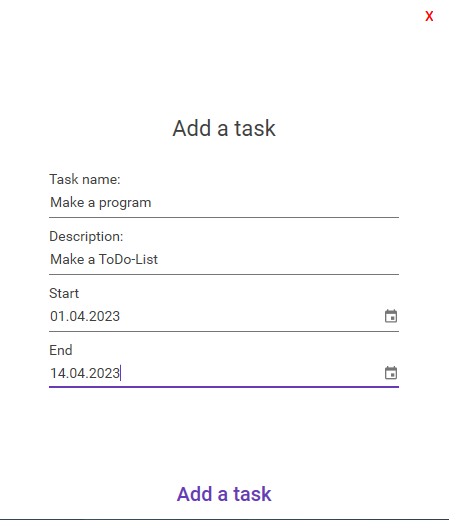 X
Add a task
Task name:
Make a program
Description:
Make a ToDo-List
Start
01.04.2023
End
14.04.2023
Add a task